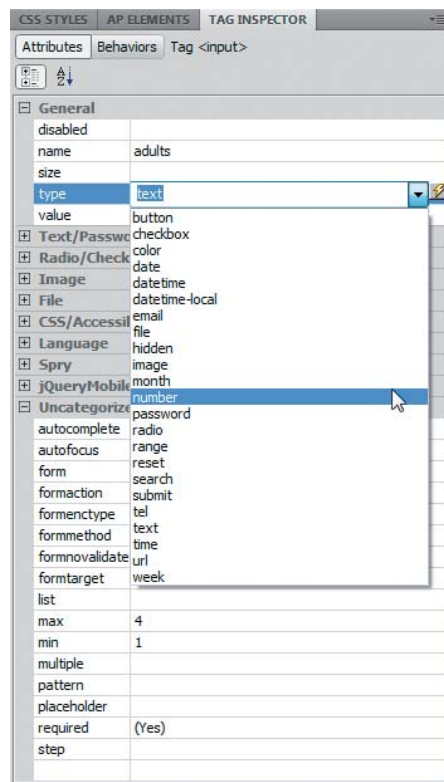 CSS STYLES AP ELEMENTS TAG INSPECTOR
Attributes Behaviors Tag <input>
A
Z
General
disabled
name adults
size
type text
value
button
checkbox
color
date
datetime
datetime-local
email
file
hidden
image
month
number
password
radio
range
reset
search
submit
tel
text
time
url
week
Text/Passwo
Radio/Check
Image
File
CSS/Accessil
Language
Spry
jQueryMobile
Uncategorize
autocomplete
autofocus
form
formaction
formenctype
formmethod
formnovalidate
formtarget
list
max 4
min 1
multiple
pattern
placeholder
required (Yes)
step